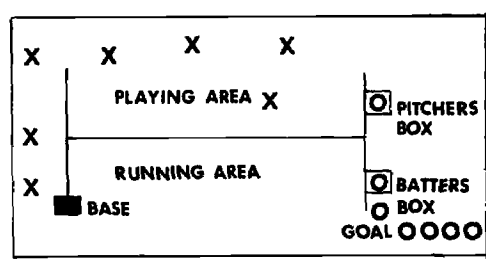 X X X X
PLAYING AREA X
O PITCHERS BOX
X
RUNNING AREA
X
O BATTERS BOX
BASE
O
GOAL O O O O